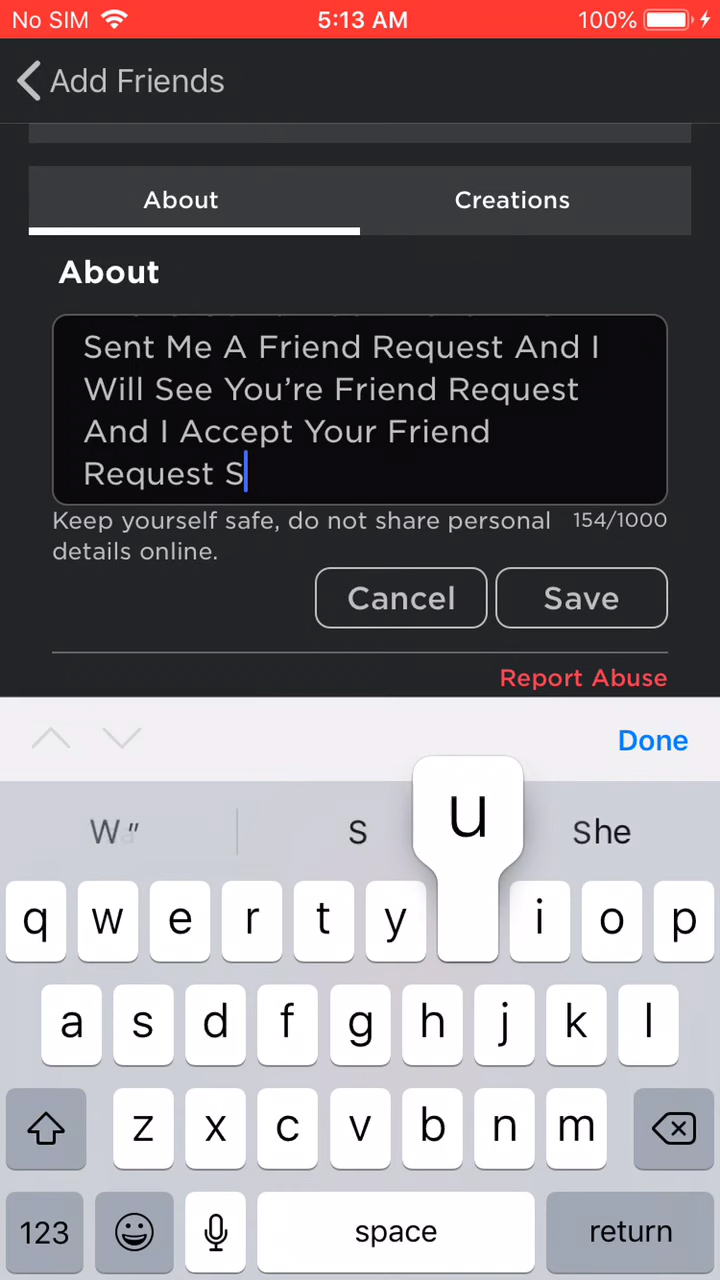 No SIM 5:13 AM 100%
Add Friends
About Creations
About
Sent Me A Friend Request And I
Will See You’re Friend Request
And I Accept Your Friend
Request S
Keep yourself safe, do not share personal 154/1000
details online.
Cancel Save
Report Abuse
Done
S She
u
q w e r t y i o p
a s d f g h j k l
z x c v b n m
123 space return